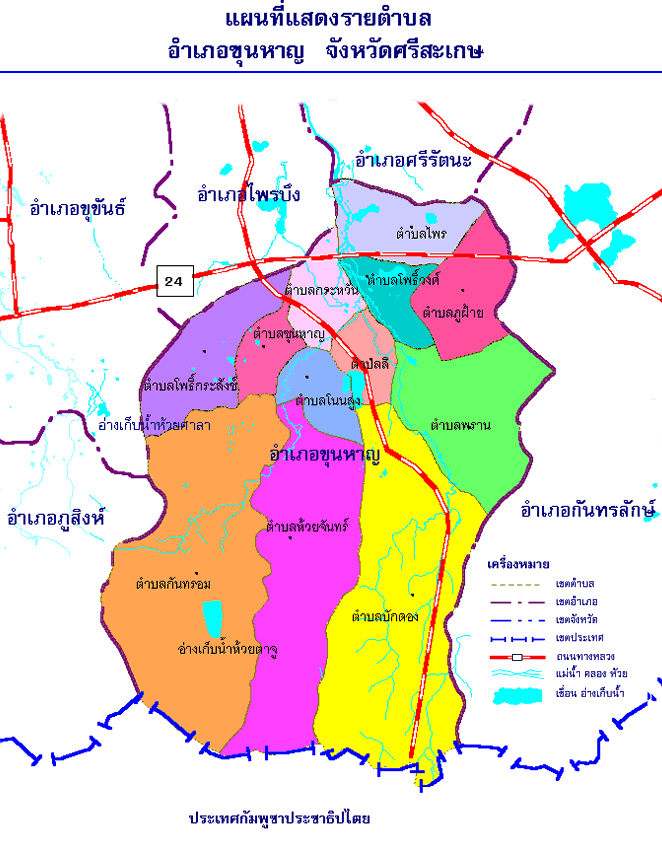 แผนที่แสดงรายตำบล
อำเภอขุนหาญ จังหวัดศรีสะเกษ
อำเภอศรีรัตนะ
อำเภอไพรบึง
อำเภอขุขันธ์
ตำบลไพร
24
ตำบลโพธิ์วงศ์
ตำบลกระหวัน
ตำบลภูฝ้าย
ตำบลขุนหาญ
ตำบลสิ
ตำบลโพธิ์กระสังข์
ตำบลโนนสูง
อ่างเก็บน้ำห้วยศาลา
ตำบลพราน
อำเภอขุนหาญ
อำเภอภูสิงห์
อำเภอกันทรลักษ์
ตำบลห้วยจันทร์
เครื่องหมาย
เขตตำบล
เขตอำเภอ
เขตจังหวัด
เขตประเทศ
ถนนทางหลวง
แม่น้ำ คลอง ห้วย
เขื่อน อ่างเก็บน้ำ
ตำบลกันทรอม
ตำบลบักดอง
อ่างเก็บน้ำห้วยตาจู
ประเทศกัมพูชาประชาธิปไตย